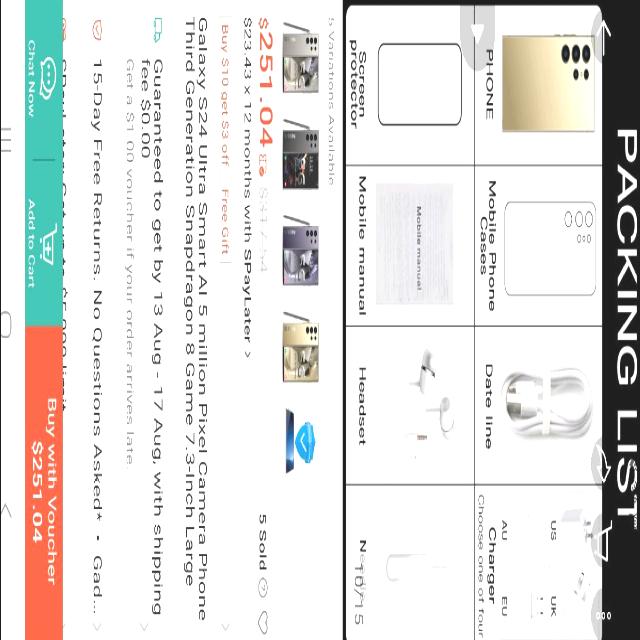 PACKING LIST
PHONE
Mobile Phone
Cases
Date line
Charger
Choose one of four
US
UK
AU
EU
Screen
protector
Mobile manual
Mobile manual
Headset
10/15
5 Variations Available
$251.04
$23.43 x 12 months with SPayLater >
5 Sold
Buy $10 get $3 off
Free Gift
Galaxy S24 Ultra Smart AI 5 million Pixel Camera Phone
Third Generation Snapdragon 8 Game 7.3-Inch Large
Guaranteed to get by 13 Aug - 17 Aug, with shipping
fee $0.00
Get a $1.00 voucher if your order arrives late.
15-Day Free Returns. No Questions Asked* - Gad...
Chat Now
Add to Cart
Buy with Voucher
$251.04